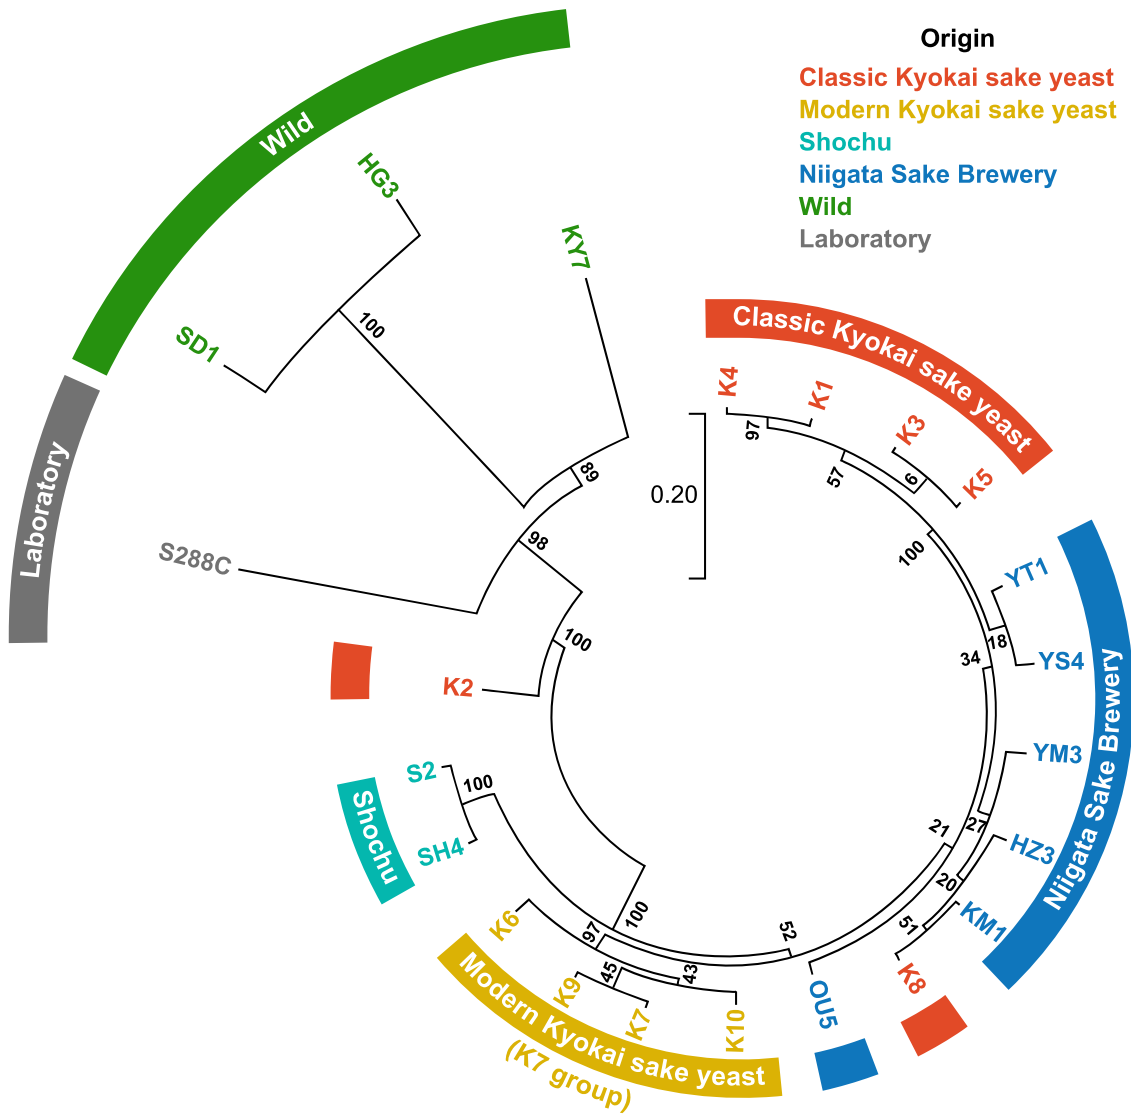 Origin
Classic Kyokai sake yeast
Modern Kyokai sake yeast
Shochu
Niigata Sake Brewery
Wild
Laboratory
Wild
HG3
KY7
SD1
100
89
98
Laboratory
S288C
0.20
Classic Kyokai sake yeast
K4
K1
K3
K5
97
57
6
100
YT1
18
YS4
34
Niigata Sake Brewery
YM3
27
HZ3
21
20
KM1
51
K8
100
K2
S2
100
SH4
Shochu
K6
97
100
52
OU5
45
43
K9
K7
K10
Modern Kyokai sake yeast
(K7 group)